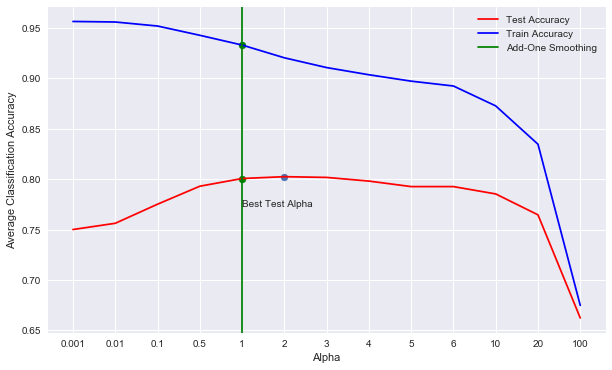 Test Accuracy
Train Accuracy
Add-One Smoothing
Average Classification Accuracy
0.95
0.90
0.85
0.80
0.75
0.70
0.65
Best Test Alpha
0.001 0.01 0.1 0.5 1 2 3 4 5 6 10 20 100
Alpha